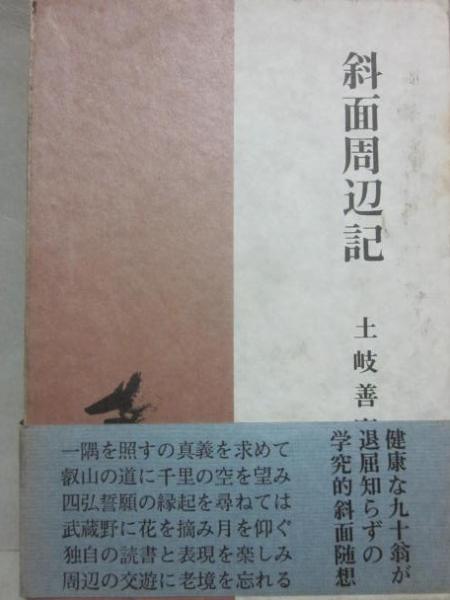 斜面周辺記
土岐善
健康な九十翁が
退屈知らずの
学究的斜面随想
一隅を照すの真義を求めて
叡山の道に千里の空を望み
四弘誓願の縁起を尋ねては
武蔵野に花を摘み月を仰ぐ
独自の読書と表現を楽しみ
周辺の交遊に老境を忘れる